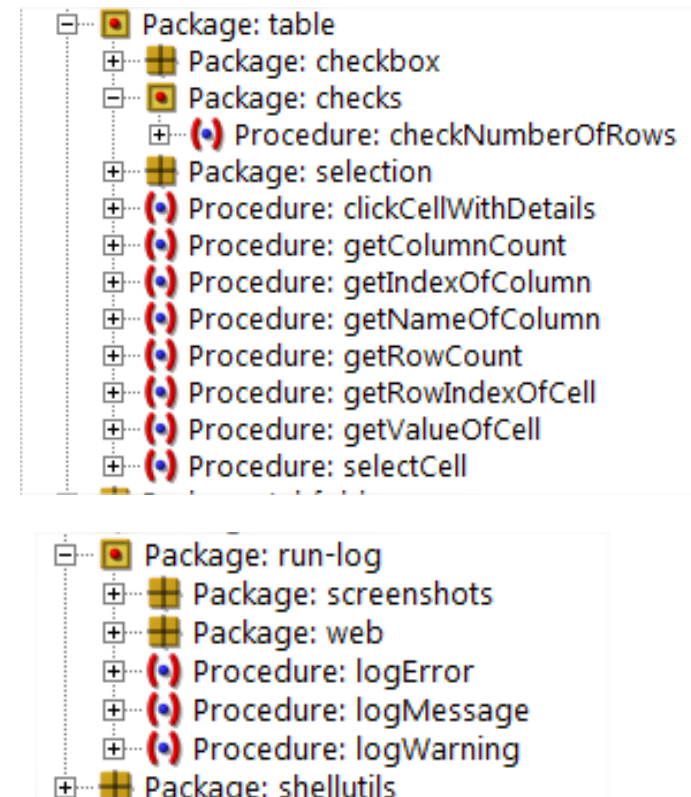 Package: table
Package: checkbox
Package: checks
Procedure: checkNumberOfRows
Package: selection
Procedure: clickCellWithDetails
Procedure: getColumnCount
Procedure: getIndexOfColumn
Procedure: getNameOfColumn
Procedure: getRowCount
Procedure: getRowIndexOfCell
Procedure: getValueOfCell
Procedure: selectCell
Package: run-log
Package: screenshots
Package: web
Procedure: logError
Procedure: logMessage
Procedure: logWarning
Package: shellutils